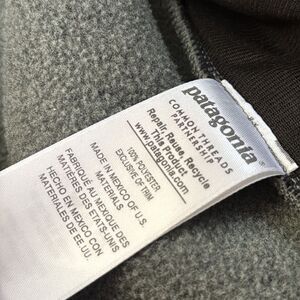 patagonia®
COMMON THREADS
PARTNERSHIP
Repair, Reuse, Recycle
This Product
www.patagonia.com
100% POLYESTER
EXCLUSIVE OF TRIM
MADE IN MEXICO OF U.S.
MATERIALS
FABRIQUÉ AU MEXIQUE DES
MATIÈRES DES ÉTATS-UNIS
HECHO EN MÉXICO DE
MATERIALES DE EE.UU.